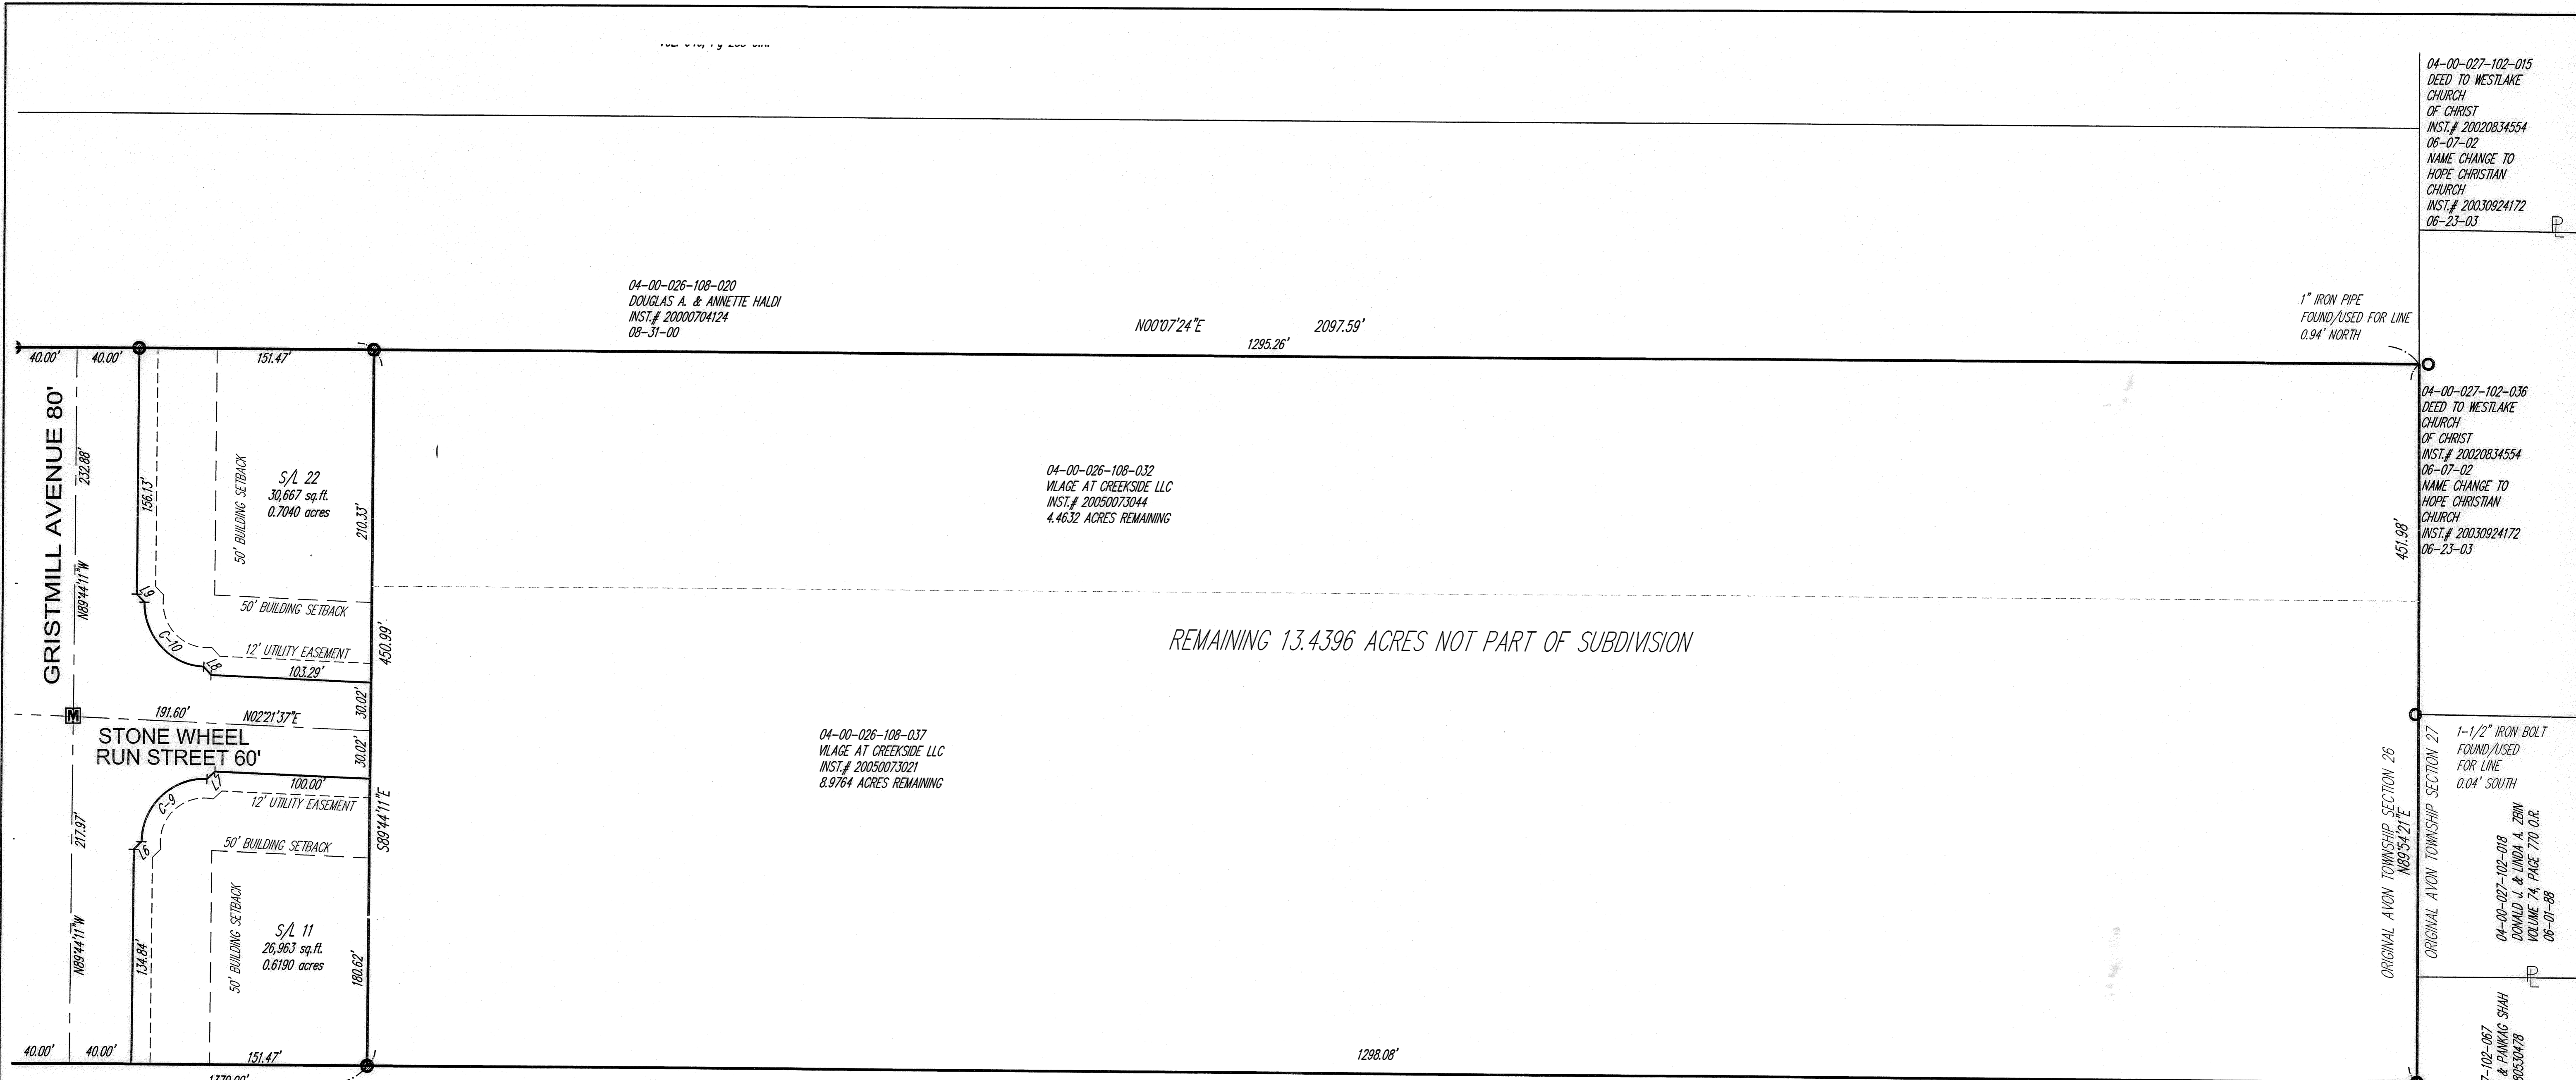 04-00-027-102-015
DEED TO WESTLAKE
CHURCH
OF CHRIST
INST.# 20020834554
06-07-02
NAME CHANGE TO
HOPE CHRISTIAN
CHURCH
INST.# 20030924172
06-23-03
PL
04-00-026-108-020
DOUGLAS A. & ANNETTE HALDI
INST.# 20000704124
08-31-00
N00°07'24"E 2097.59'
1295.26'
1" IRON PIPE
FOUND/USED FOR LINE
0.94' NORTH
40.00' 40.00' 151.47'
GRISTMILL AVENUE 80'
232.88'
N89°44'11"W
156.13'
50' BUILDING SETBACK
S/L 22
30,667 sq.ft.
0.7040 acres
210.33'
L9
C-10
L8
50' BUILDING SETBACK
12' UTILITY EASEMENT
103.29'
450.99'
30.02'
M
191.60' N02°21'37"E
STONE WHEEL
RUN STREET 60'
30.02'
L7
100.00'
12' UTILITY EASEMENT
C-9
50' BUILDING SETBACK
S89°44'11"E
217.97'
N89°44'11"W
134.84'
50' BUILDING SETBACK
S/L 11
26,963 sq.ft.
0.6190 acres
180.62'
40.00' 40.00' 151.47'
04-00-026-108-032
VILAGE AT CREEKSIDE LLC
INST.# 20050073044
4.4632 ACRES REMAINING
REMAINING 13.4396 ACRES NOT PART OF SUBDIVISION
04-00-026-108-037
VILAGE AT CREEKSIDE LLC
INST.# 20050073021
8.9764 ACRES REMAINING
1298.08'
04-00-027-102-036
DEED TO WESTLAKE
CHURCH
OF CHRIST
INST.# 20020834554
06-07-02
NAME CHANGE TO
HOPE CHRISTIAN
CHURCH
INST.# 20030924172
06-23-03
451.98'
ORIGINAL AVON TOWNSHIP SECTION 26
N89°54'21"E
ORIGINAL AVON TOWNSHIP SECTION 27
1-1/2" IRON BOLT
FOUND/USED
FOR LINE
0.04' SOUTH
04-00-027-102-018
DONALD J. & LINDA A. ZBIN
VOLUME 74, PAGE 770 O.R.
06-01-88
PL
7-102-067
& PANKAG SHAH